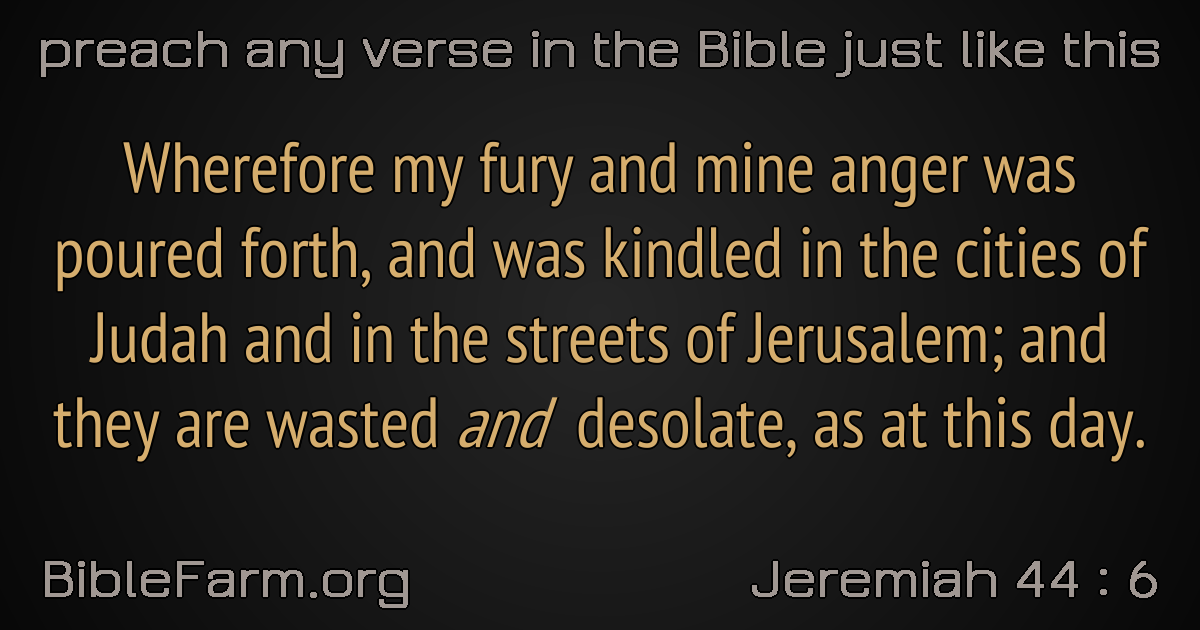 preach any verse in the Bible just like this
Wherefore my fury and mine anger was
poured forth, and was kindled in the cities of
Judah and in the streets of Jerusalem; and
they are wasted and desolate, as at this day.
BibleFarm.org
Jeremiah 44 : 6